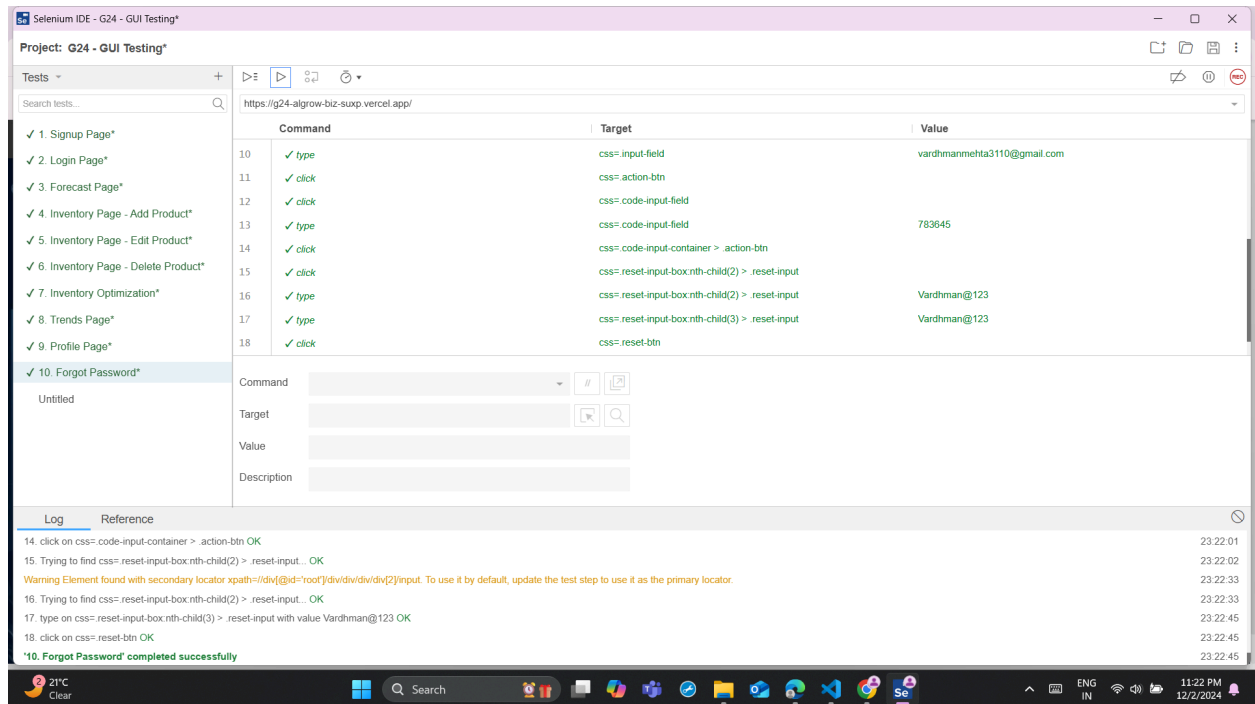 Selenium IDE - G24 - GUI Testing*
Project: G24 - GUI Testing*
Tests
Search tests...
✓ 1. Signup Page*
✓ 2. Login Page*
✓ 3. Forecast Page*
✓ 4. Inventory Page - Add Product*
✓ 5. Inventory Page - Edit Product*
✓ 6. Inventory Page - Delete Product*
✓ 7. Inventory Optimization*
✓ 8. Trends Page*
✓ 9. Profile Page*
✓ 10. Forgot Password*
Untitled
REC
https://g24-algrow-biz-suxp.vercel.app/
Command Target Value
10 ✓ type css=.input-field vardhmanmehta3110@gmail.com
11 ✓ click css=.action-btn
12 ✓ click css=.code-input-field
13 ✓ type css=.code-input-field 783645
14 ✓ click css=.code-input-container > .action-btn
15 ✓ click css=.reset-input-box:nth-child(2) > .reset-input
16 ✓ type css=.reset-input-box:nth-child(2) > .reset-input Vardhman@123
17 ✓ type css=.reset-input-box:nth-child(3) > .reset-input Vardhman@123
18 ✓ click css=.reset-btn
Command //
Target
Value
Description
Log Reference
14. click on css=.code-input-container > .action-btn OK 23:22:01
15. Trying to find css=.reset-input-box:nth-child(2) > .reset-input... OK 23:22:02
Warning Element found with secondary locator xpath=//div[@id='root']/div/div/div/div[2]/input. To use it by default, update the test step to use it as the primary locator. 23:22:33
16. Trying to find css=.reset-input-box:nth-child(2) > .reset-input... OK 23:22:33
17. type on css=.reset-input-box:nth-child(3) > .reset-input with value Vardhman@123 OK 23:22:45
18. click on css=.reset-btn OK 23:22:45
'10. Forgot Password' completed successfully 23:22:45
2 21°C
Clear
Search
Se
ENG
IN
11:22 PM
12/2/2024